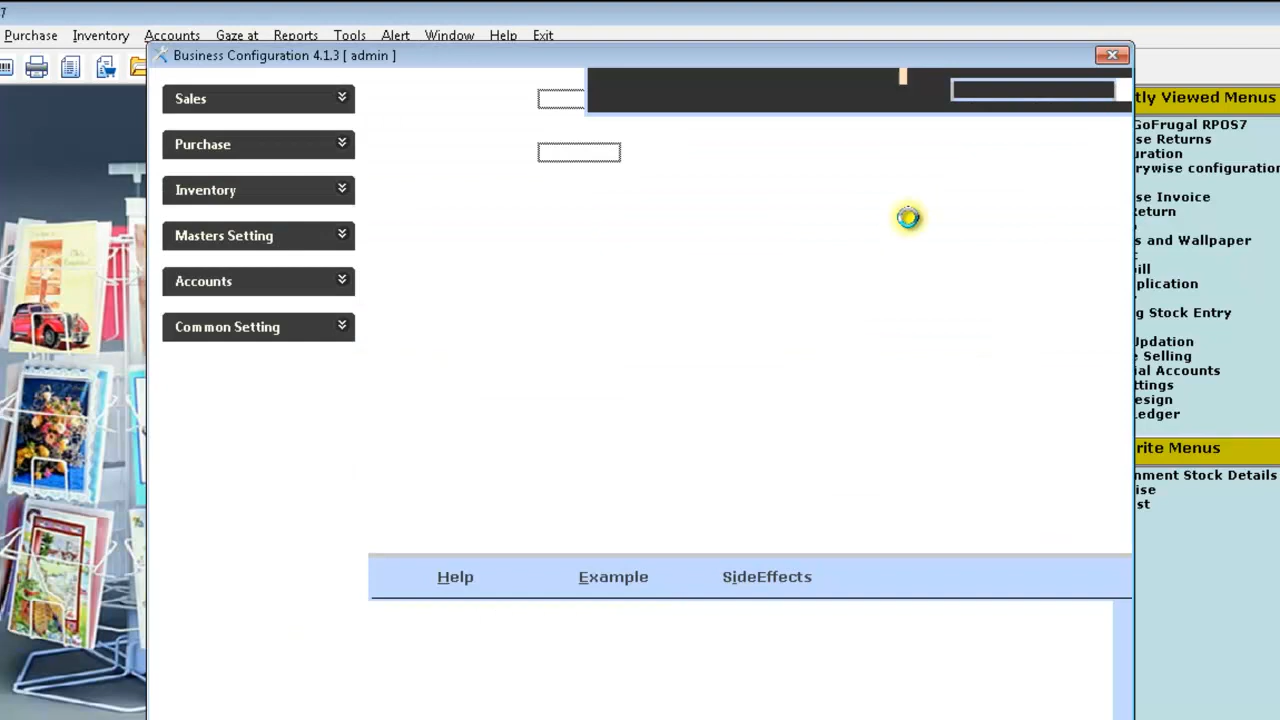 7
Purchase Inventory Accounts Gaze at Reports Tools Alert Window Help Exit
Business Configuration 4.1.3 [ admin ]
Sales
Purchase
Inventory
Masters Setting
Accounts
Common Setting
Help Example SideEffects
tly Viewed Menus
GoFrugal RPOS7
se Returns
uration
rywise configuration
se Invoice
Return
s and Wallpaper
ill
plication
g Stock Entry
Updation
e Selling
ial Accounts
ttings
esign
Ledger
rite Menus
nment Stock Details
ise
st